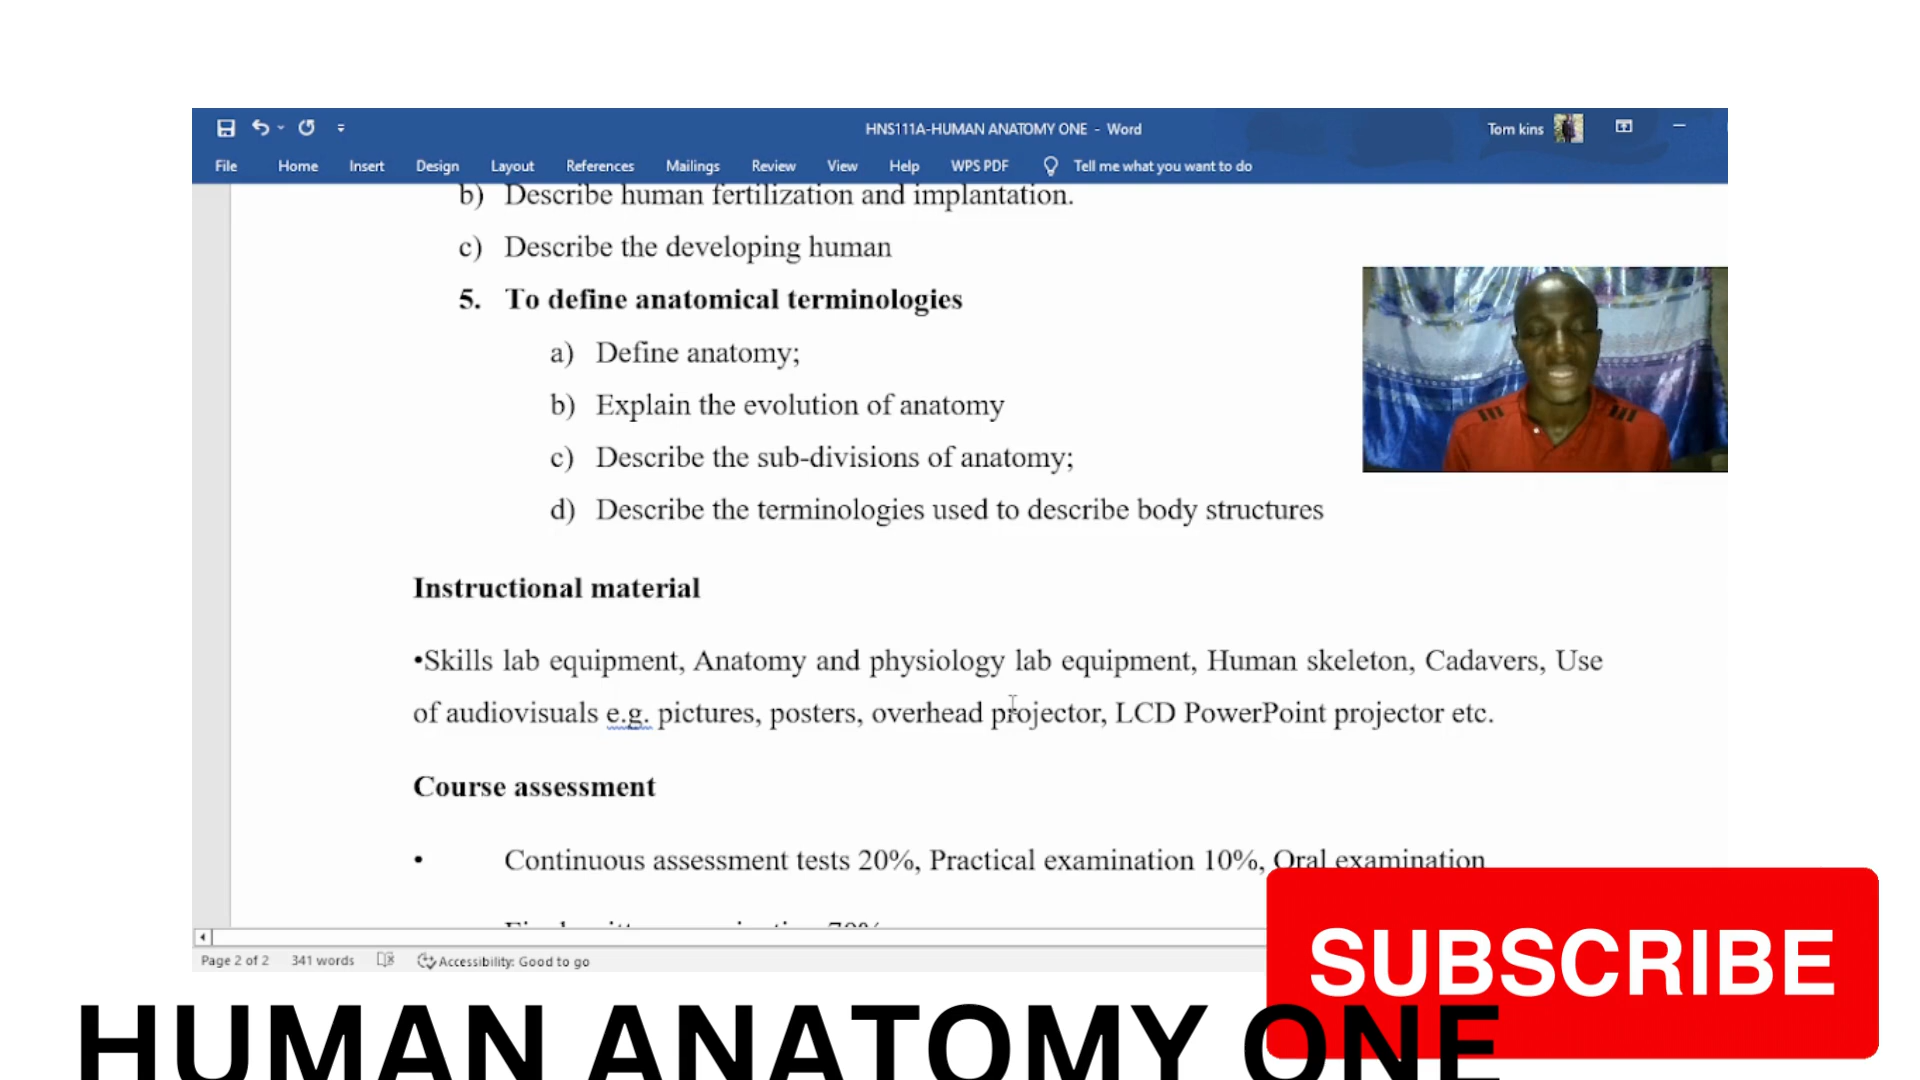 HNS111A-HUMAN ANATOMY ONE - Word
Tom kins
File Home Insert Design Layout References Mailings Review View Help WPS PDF Tell me what you want to do
b) Describe human fertilization and implantation.
c) Describe the developing human
5. To define anatomical terminologies
a) Define anatomy;
b) Explain the evolution of anatomy
c) Describe the sub-divisions of anatomy;
d) Describe the terminologies used to describe body structures
Instructional material
•Skills lab equipment, Anatomy and physiology lab equipment, Human skeleton, Cadavers, Use
of audiovisuals e.g. pictures, posters, overhead projector, LCD PowerPoint projector etc.
Course assessment
• Continuous assessment tests 20%, Practical examination 10%, Oral examination
Page 2 of 2 341 words Accessibility: Good to go
SUBSCRIBE
HUMAN ANATOMY ONE